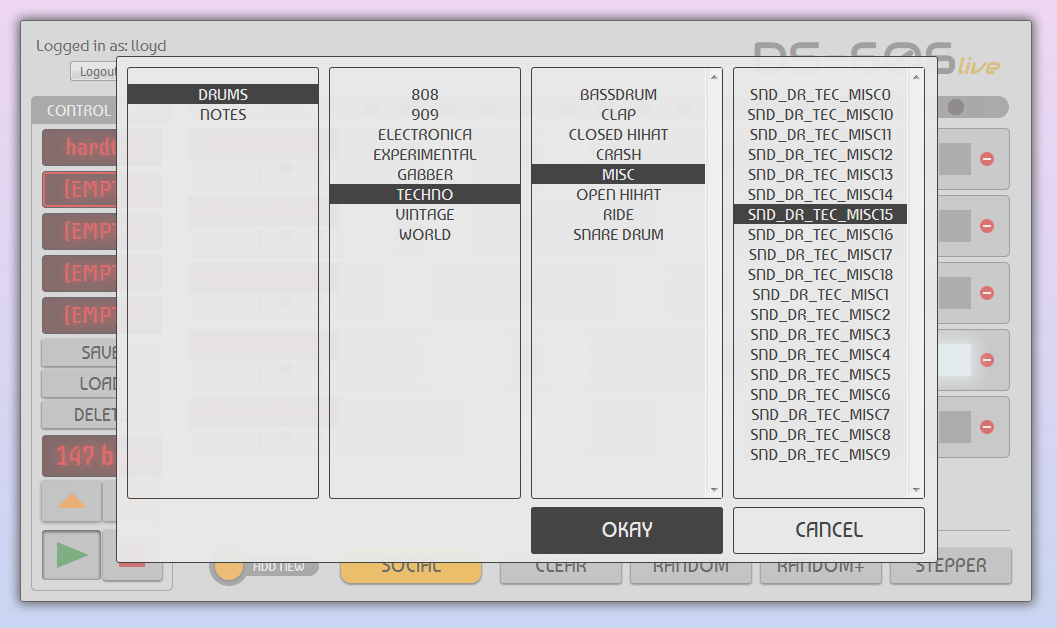 Logged in as: lloyd
DS-606 live
Logout
CONTROL
hardt
[EMPT
[EMPT
[EMPT
[EMPT
SAVE
LOAD
DELETE
147 b
DRUMS
NOTES
808
909
ELECTRONICA
EXPERIMENTAL
GABBER
TECHNO
VINTAGE
WORLD
BASSDRUM
CLAP
CLOSED HIHAT
CRASH
MISC
OPEN HIHAT
RIDE
SNARE DRUM
SND_DR_TEC_MISC0
SND_DR_TEC_MISC10
SND_DR_TEC_MISC11
SND_DR_TEC_MISC12
SND_DR_TEC_MISC13
SND_DR_TEC_MISC14
SND_DR_TEC_MISC15
SND_DR_TEC_MISC16
SND_DR_TEC_MISC17
SND_DR_TEC_MISC18
SND_DR_TEC_MISC1
SND_DR_TEC_MISC2
SND_DR_TEC_MISC3
SND_DR_TEC_MISC4
SND_DR_TEC_MISC5
SND_DR_TEC_MISC6
SND_DR_TEC_MISC7
SND_DR_TEC_MISC8
SND_DR_TEC_MISC9
OKAY
CANCEL
ADD NEW
SOCIAL
CLEAR
RANDOM
RANDOM+
STEPPER